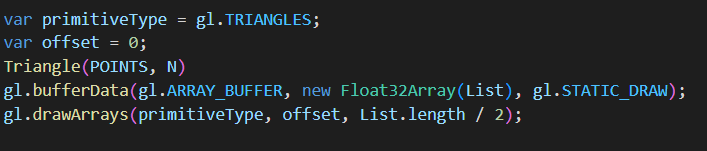 var primitiveType = gl.TRIANGLES;
var offset = 0;
Triangle(POINTS, N)
gl.bufferData(gl.ARRAY_BUFFER, new Float32Array(List), gl.STATIC_DRAW);
gl.drawArrays(primitiveType, offset, List.length / 2);